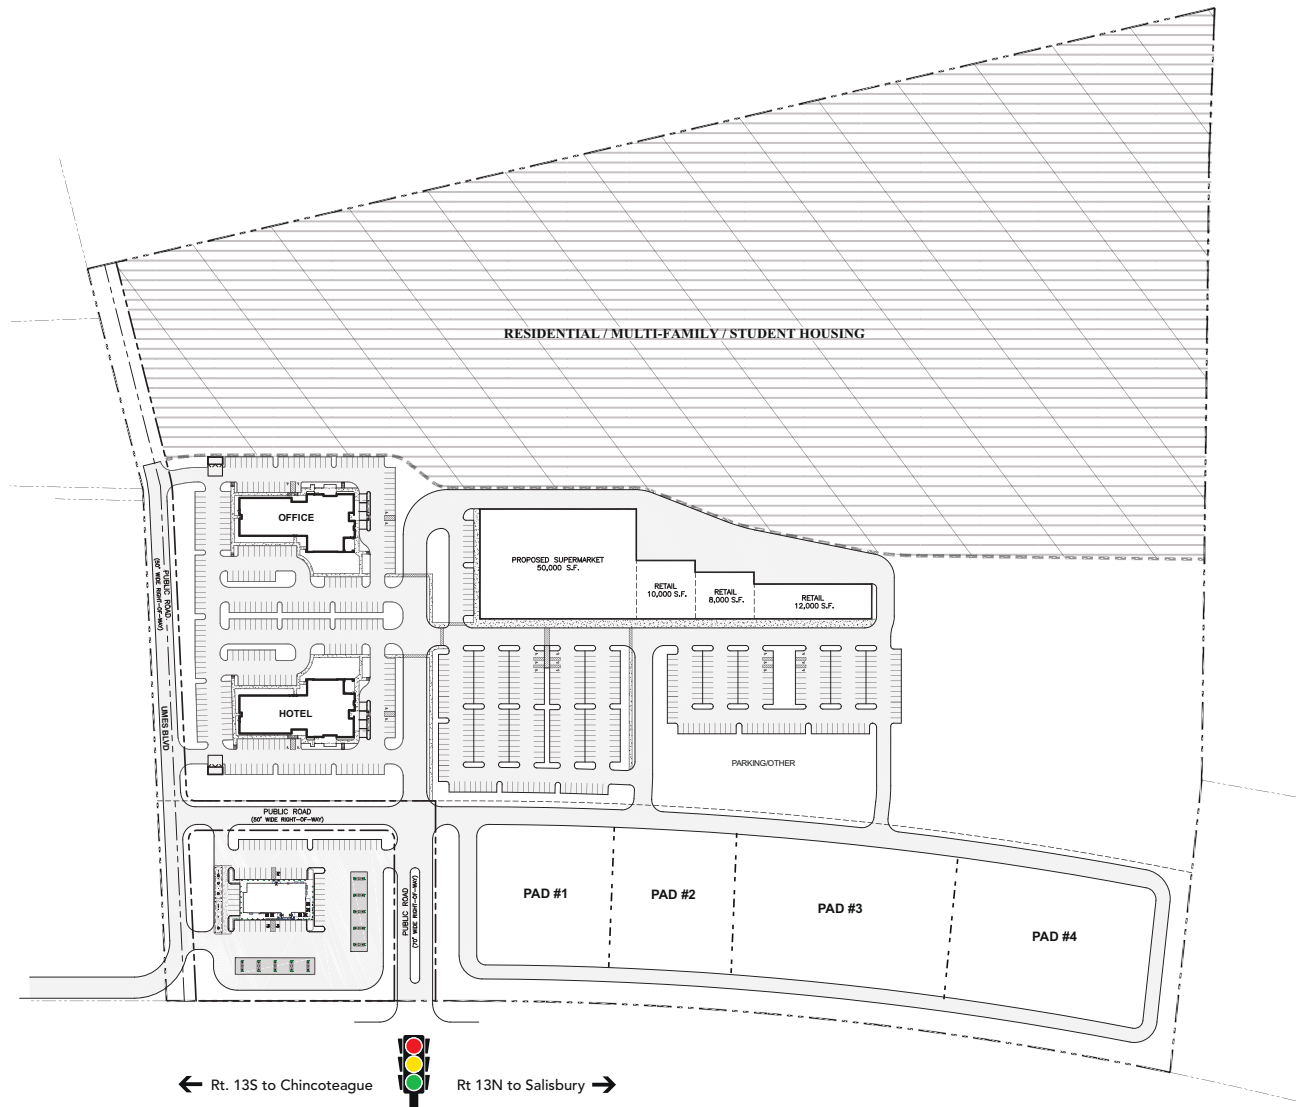 RESIDENTIAL / MULTI-FAMILY / STUDENT HOUSING
OFFICE
PROPOSED SUPERMARKET
50,000 S.F.
RETAIL
10,000 S.F.
RETAIL
8,000 S.F.
RETAIL
12,000 S.F.
PUBLIC ROAD
(50' WIDE RIGHT-OF-WAY)
HOTEL
UMES BLVD
PARKING/OTHER
PUBLIC ROAD
(50' WIDE RIGHT-OF-WAY)
PUBLIC ROAD
(70' WIDE RIGHT-OF-WAY)
PAD #1
PAD #2
PAD #3
PAD #4
Rt. 13S to Chincoteague
Rt 13N to Salisbury